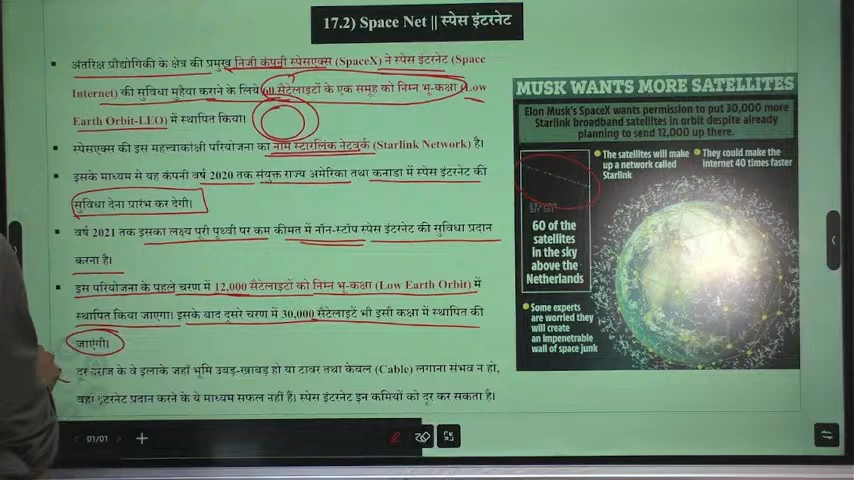 17.2) Space Net || स्पेस इंटरनेट
अंतरिक्ष प्रौद्योगिकी के क्षेत्र की प्रमुख निजी कंपनी स्पेसएक्स (SpaceX) ने स्पेस इंटरनेट (Space
Internet) की सुविधा मुहैया कराने के लिये 60 सैटेलाइटों के एक समूह को निम्न भू-कक्षा (Low
Earth Orbit-LEO) में स्थापित किया।
स्पेसएक्स की इस महत्त्वाकांक्षी परियोजना का नाम स्टारलिंक नेटवर्क (Starlink Network) है।
इसके माध्यम से यह कंपनी वर्ष 2020 तक संयुक्त राज्य अमेरिका तथा कनाडा में स्पेस इंटरनेट की
सुविधा देना प्रारंभ कर देगी।
वर्ष 2021 तक इसका लक्ष्य पूरी पृथ्वी पर कम कीमत में नॉन-स्टॉप स्पेस इंटरनेट की सुविधा प्रदान
करना है।
इस परियोजना के पहले चरण में 12,000 सैटेलाइटों को निम्न भू-कक्षा (Low Earth Orbit) में
स्थापित किया जाएगा। इसके बाद दूसरे चरण में 30,000 सैटेलाइटें भी इसी कक्षा में स्थापित की
जाएंगी।
के वे इलाके जहाँ भूमि उबड़-खाबड़ हो या टावर तथा केबल (Cable) लगाना संभव न हो,
वहां इंटरनेट प्रदान करने के ये माध्यम सफल नहीं हैं। स्पेस इंटरनेट इन कमियों को दूर कर सकता है।
MUSK WANTS MORE SATELLITES
Elon Musk's SpaceX wants permission to put 30,000 more
Starlink broadband satellites in orbit despite already
planning to send 12,000 up there.
The satellites will make
up a network called
Starlink
They could make the
internet 40 times faster
60 of the
satellites
in the sky
above the
Netherlands
Some experts
are worried they
will create
an impenetrable
wall of space junk
01/01